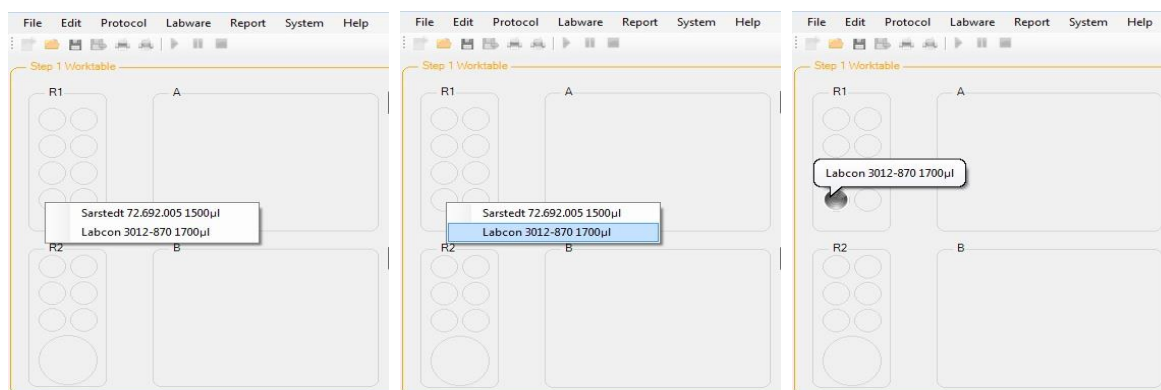 File Edit Protocol Labware Report System Help
Step 1 Worktable
R1 A
Sarstedt 72.692.005 1500µl
Labcon 3012-870 1700µl
R2 B
File Edit Protocol Labware Report System Help
Step 1 Worktable
R1 A
Sarstedt 72.692.005 1500µl
Labcon 3012-870 1700µl
R2 B
File Edit Protocol Labware Report System Help
Step 1 Worktable
R1 A
Labcon 3012-870 1700µl
R2 B